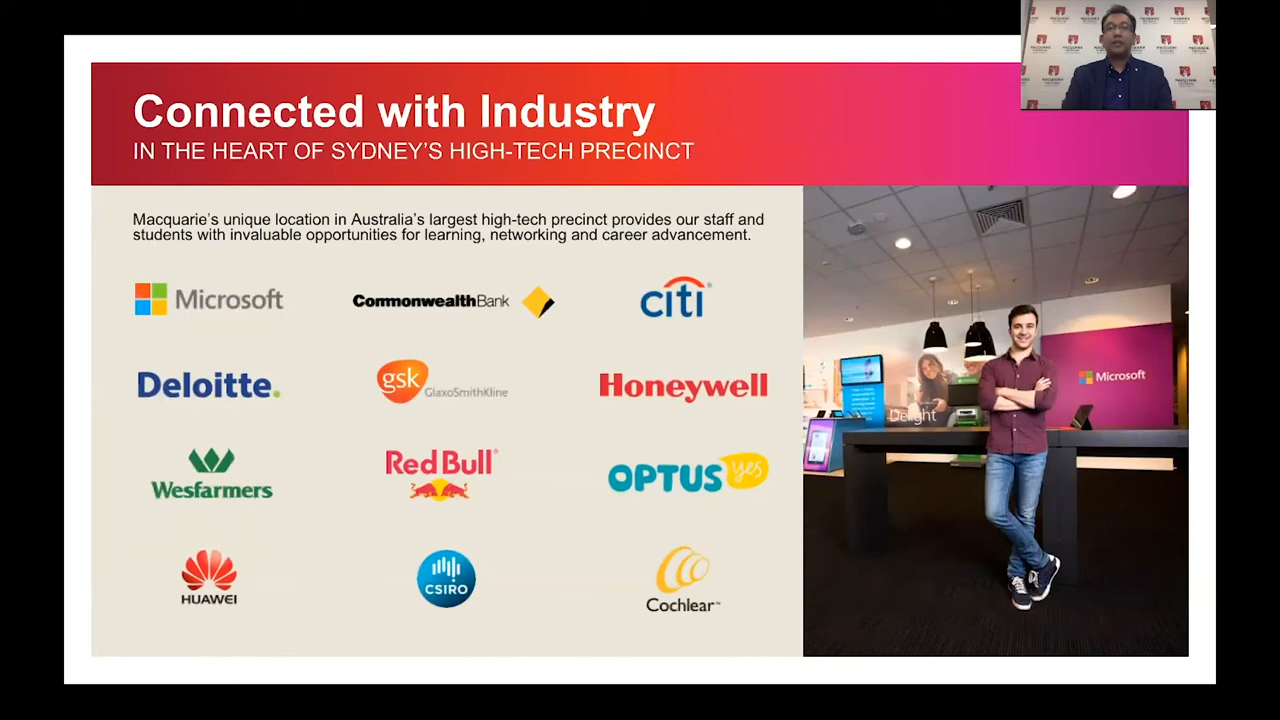 Connected with Industry
IN THE HEART OF SYDNEY'S HIGH-TECH PRECINCT
Macquarie's unique location in Australia's largest high-tech precinct provides our staff and
students with invaluable opportunities for learning, networking and career advancement.
Microsoft
CommonwealthBank
citi
Deloitte.
gsk
GlaxoSmithKline
Honeywell
Wesfarmers
Red Bull
OPTUS yes
HUAWEI
CSIRO
Cochlear™
Microsoft
Delight